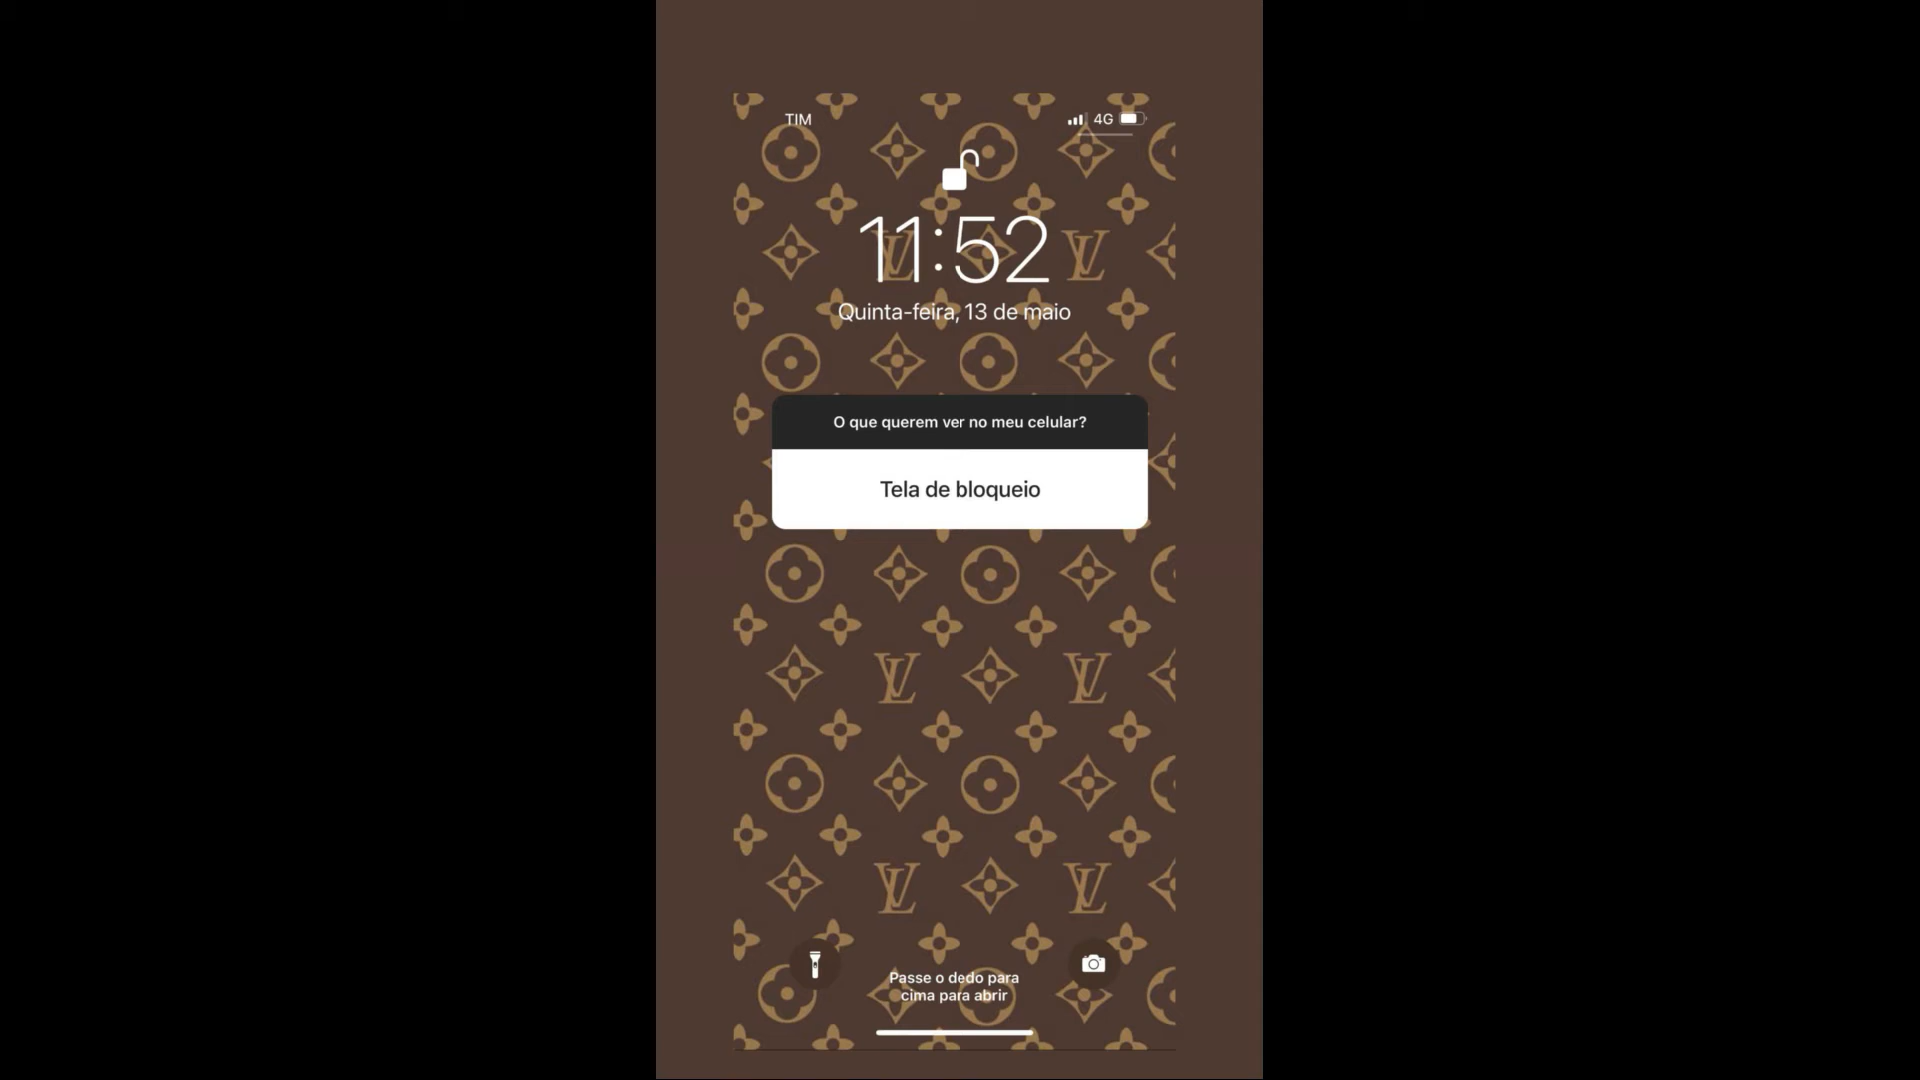 TIM
4G
11:52
Quinta-feira, 13 de maio
O que querem ver no meu celular?
Tela de bloqueio
Passe o dedo para
cima para abrir